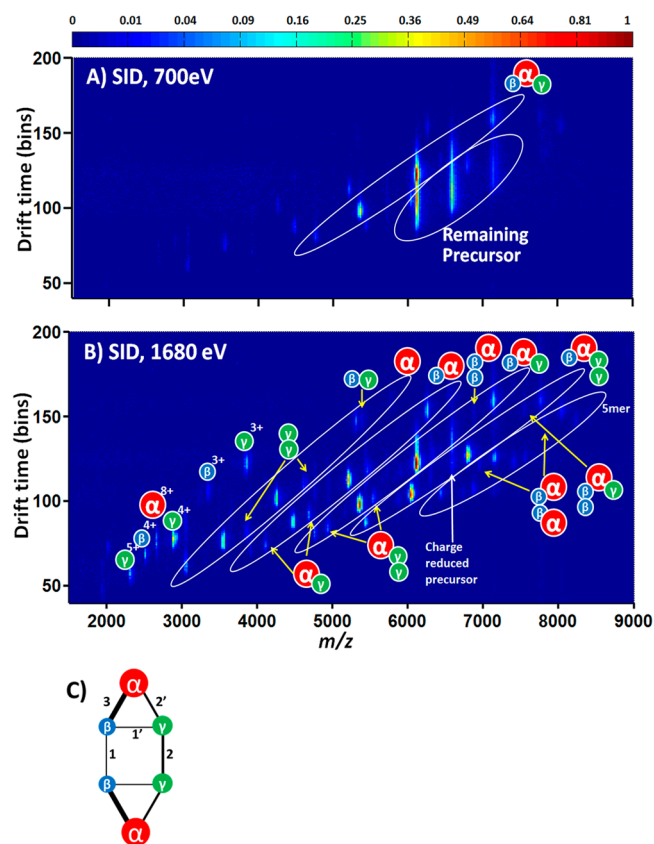 0 0.01 0.04 0.09 0.16 0.25 0.36 0.49 0.64 0.81 1
A) SID, 700eV
α
β γ
Remaining
Precursor
200
150
100
50
Drift time (bins)
B) SID, 1680 eV
200
150
100
50
Drift time (bins)
γ 5+
β 4+
α 8+
γ 4+
β 3+
γ 3+
γ
γ
β γ
α
α
β
α
β
β
α
β γ
α
β γ
γ
5mer
α
γ
α
γ
γ
Charge
reduced
precursor
α
β
β
α
α
β γ
β
2000 3000 4000 5000 6000 7000 8000 9000
m/z
C)
α
3 2’
β γ
1’
1 2
β γ
α